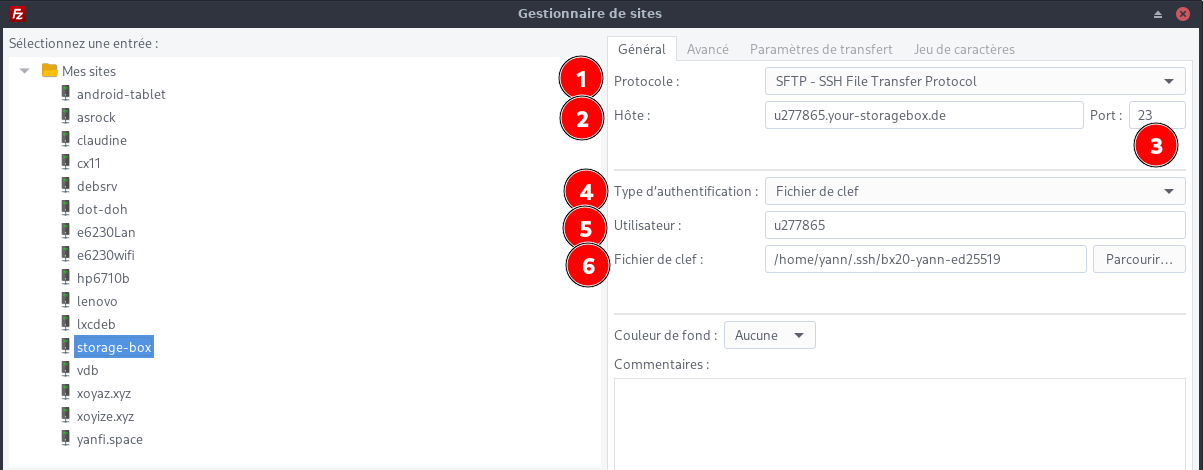 Fz
Gestionnaire de sites
Sélectionnez une entrée :
Mes sites
android-tablet
asrock
claudine
cx11
debsrv
dot-doh
e6230Lan
e6230wifi
hp6710b
lenovo
lxcdeb
storage-box
vdb
xoyaz.xyz
xoyize.xyz
yanfi.space
Général Avancé Paramètres de transfert Jeu de caractères
1 Protocole : SFTP - SSH File Transfer Protocol
2 Hôte : u277865.your-storagebox.de Port : 23
3
4 Type d'authentification : Fichier de clef
5 Utilisateur : u277865
6 Fichier de clef : /home/yann/.ssh/bx20-yann-ed25519 Parcourir...
Couleur de fond : Aucune
Commentaires :